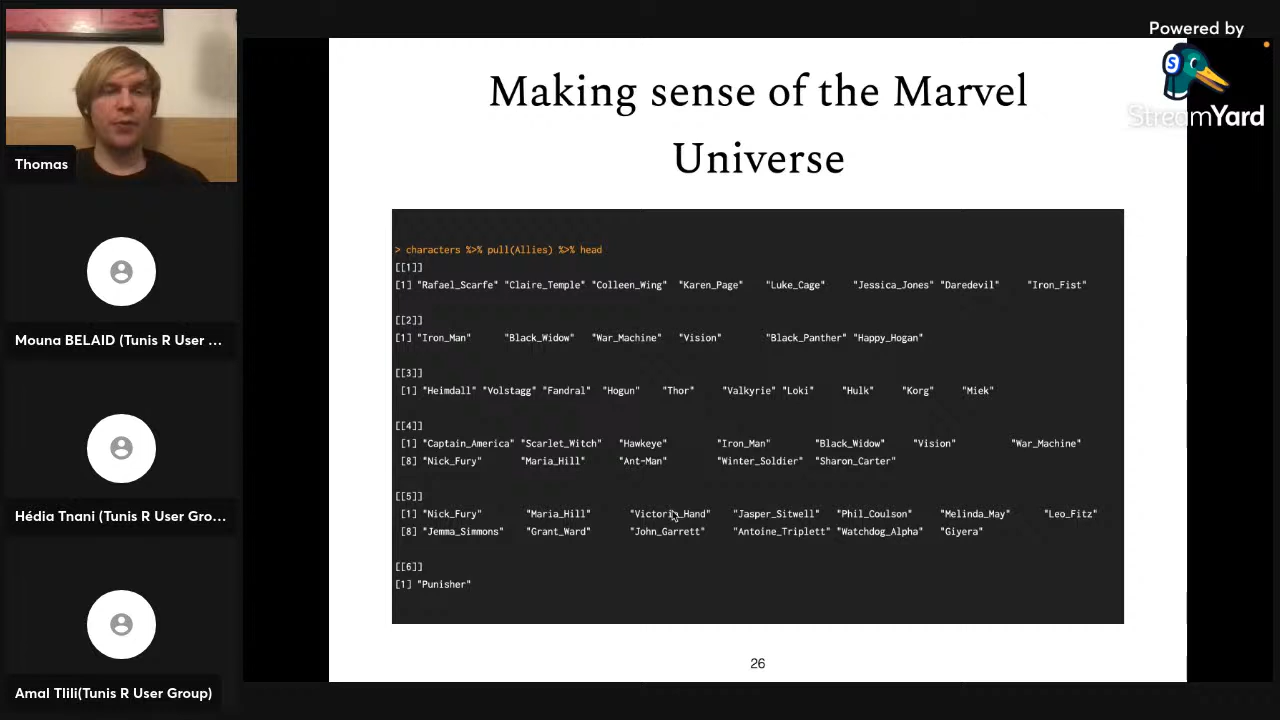 Powered by
StreamYard
Making sense of the Marvel
Universe
> characters %>% pull(Allies) %>% head
[[1]]
[1] "Rafael_Scarfe" "Claire_Temple" "Colleen_Wing" "Karen_Page" "Luke_Cage" "Jessica_Jones" "Daredevil" "Iron_Fist"
[[2]]
[1] "Iron_Man" "Black_Widow" "War_Machine" "Vision" "Black_Panther" "Happy_Hogan"
[[3]]
[1] "Heimdall" "Volstagg" "Fandral" "Hogun" "Thor" "Valkyrie" "Loki" "Hulk" "Korg" "Miek"
[[4]]
[1] "Captain_America" "Scarlet_Witch" "Hawkeye" "Iron_Man" "Black_Widow" "Vision" "War_Machine"
[8] "Nick_Fury" "Maria_Hill" "Ant-Man" "Winter_Soldier" "Sharon_Carter"
[[5]]
[1] "Nick_Fury" "Maria_Hill" "Victoria_Hand" "Jasper_Sitwell" "Phil_Coulson" "Melinda_May" "Leo_Fitz"
[8] "Jemma_Simmons" "Grant_Ward" "John_Garrett" "Antoine_Triplett" "Watchdog_Alpha" "Giyera"
[[6]]
[1] "Punisher"
26
Thomas
Mouna BELAID (Tunis R User ...
Hédia Tnani (Tunis R User Gro...
Amal Tlili(Tunis R User Group)